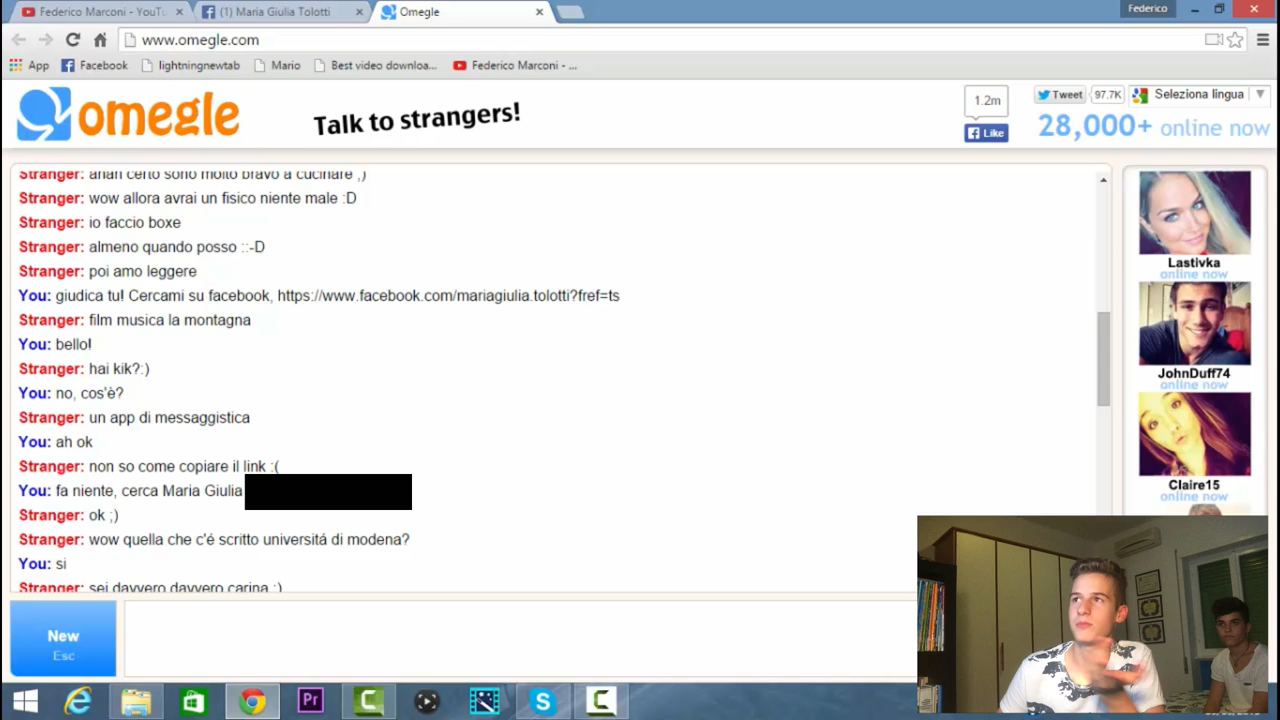 Federico Marconi - YouTu
(1) Maria Giulia Tolotti
Omegle
Federico
www.omegle.com
App
Facebook
lightningnewtab
Mario
Best video downloa...
Federico Marconi - ...
omegle
Talk to strangers!
1.2m
Like
Tweet
97.7K
Seleziona lingua
28,000+ online now
Stranger: ahah certo sono molto bravo a cucinare ;)
Stranger: wow allora avrai un fisico niente male :D
Stranger: io faccio boxe
Stranger: almeno quando posso ::-D
Stranger: poi amo leggere
You: giudica tu! Cercami su facebook, https://www.facebook.com/mariagiulia.tolotti?fref=ts
Stranger: film musica la montagna
You: bello!
Stranger: hai kik?:)
You: no, cos'è?
Stranger: un app di messaggistica
You: ah ok
Stranger: non so come copiare il link :(
You: fa niente, cerca Maria Giulia
Stranger: ok ;)
Stranger: wow quella che c'é scritto universitá di modena?
You: si
Stranger: sei davvero davvero carina :)
Lastivka
online now
JohnDuff74
online now
Claire15
online now
New
Esc
Pr